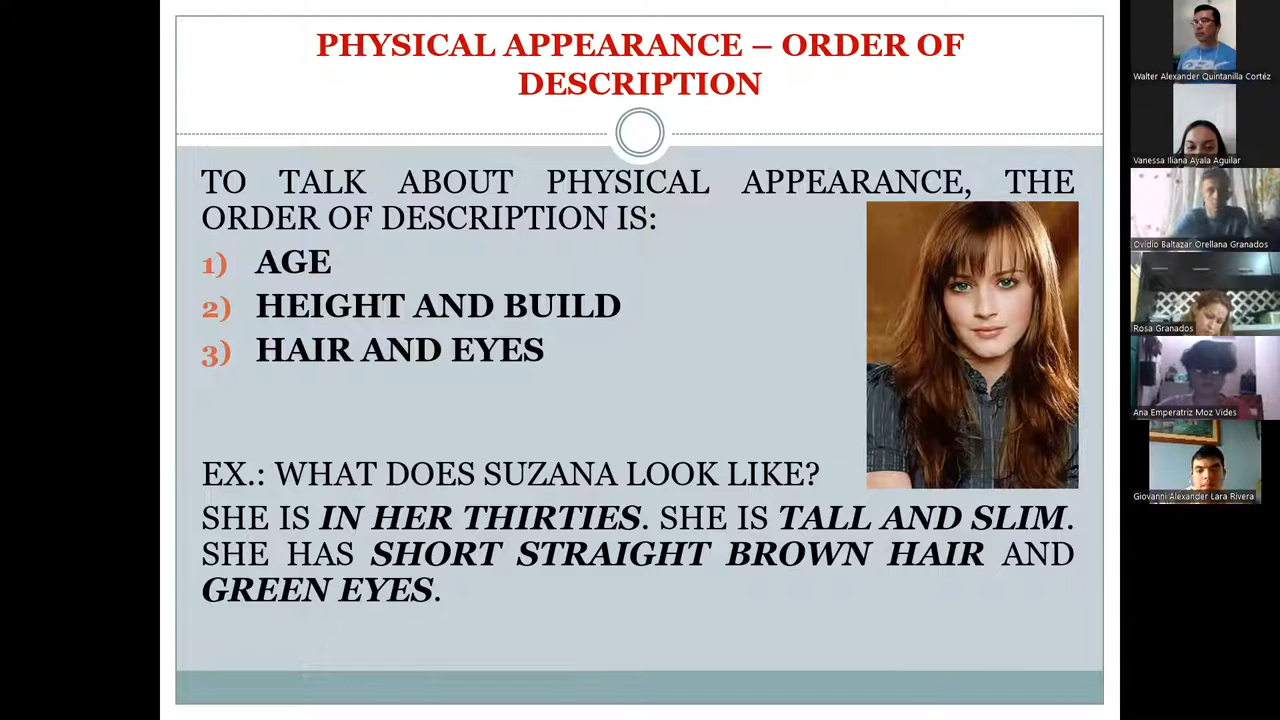 PHYSICAL APPEARANCE – ORDER OF
DESCRIPTION
TO TALK ABOUT PHYSICAL APPEARANCE, THE
ORDER OF DESCRIPTION IS:
1) AGE
2) HEIGHT AND BUILD
3) HAIR AND EYES
EX.: WHAT DOES SUZANA LOOK LIKE?
SHE IS IN HER THIRTIES. SHE IS TALL AND SLIM.
SHE HAS SHORT STRAIGHT BROWN HAIR AND
GREEN EYES.
Walter Alexander Quintanilla Cortéz
Vanessa Iliana Ayala Aguilar
Ovidio Baltazar Orellana Granados
Rosa Granados
Ana Emperatriz Moz Vides
Giovanni Alexander Lara Rivera